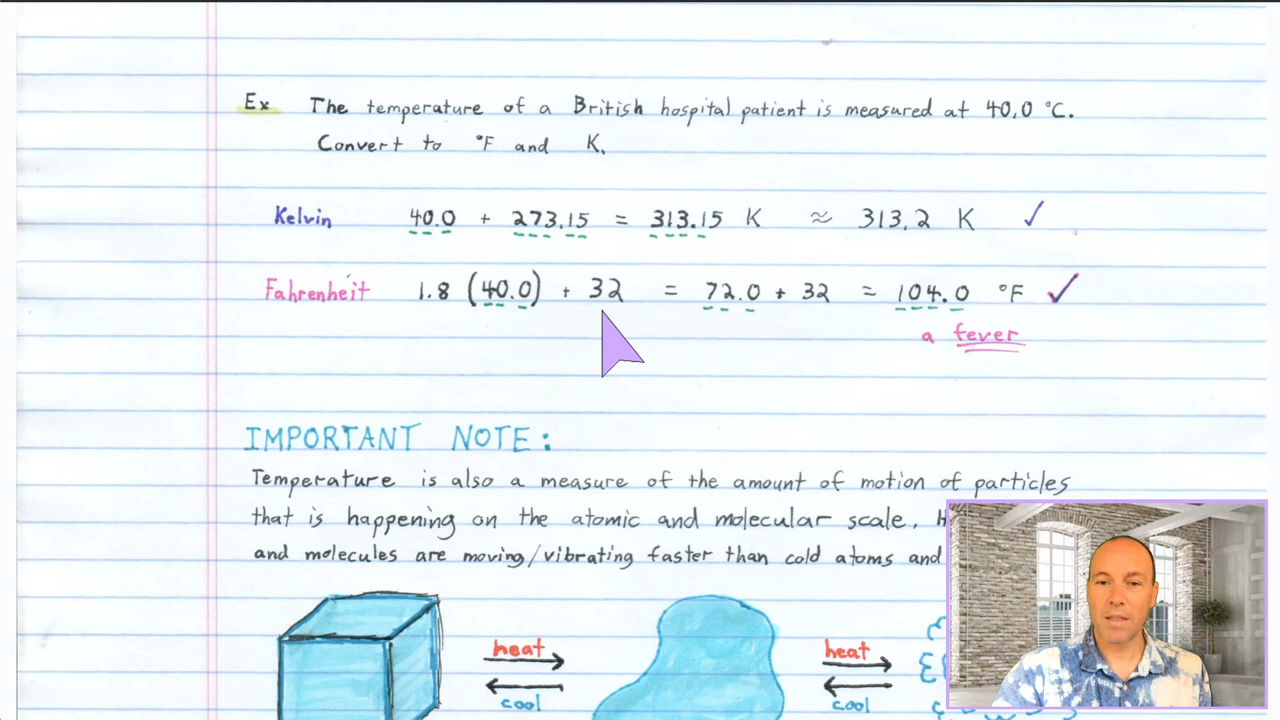 Ex The temperature of a British hospital patient is measured at 40.0 °C.
Convert to °F and K.
Kelvin 40.0 + 273.15 = 313.15 K ≈ 313.2 K ✓
Fahrenheit 1.8 (40.0) + 32 = 72.0 + 32 = 104.0 °F ✓
a fever
IMPORTANT NOTE:
Temperature is also a measure of the amount of motion of particles
that is happening on the atomic and molecular scale.
and molecules are moving/vibrating faster than cold atoms and
heat heat
cool cool